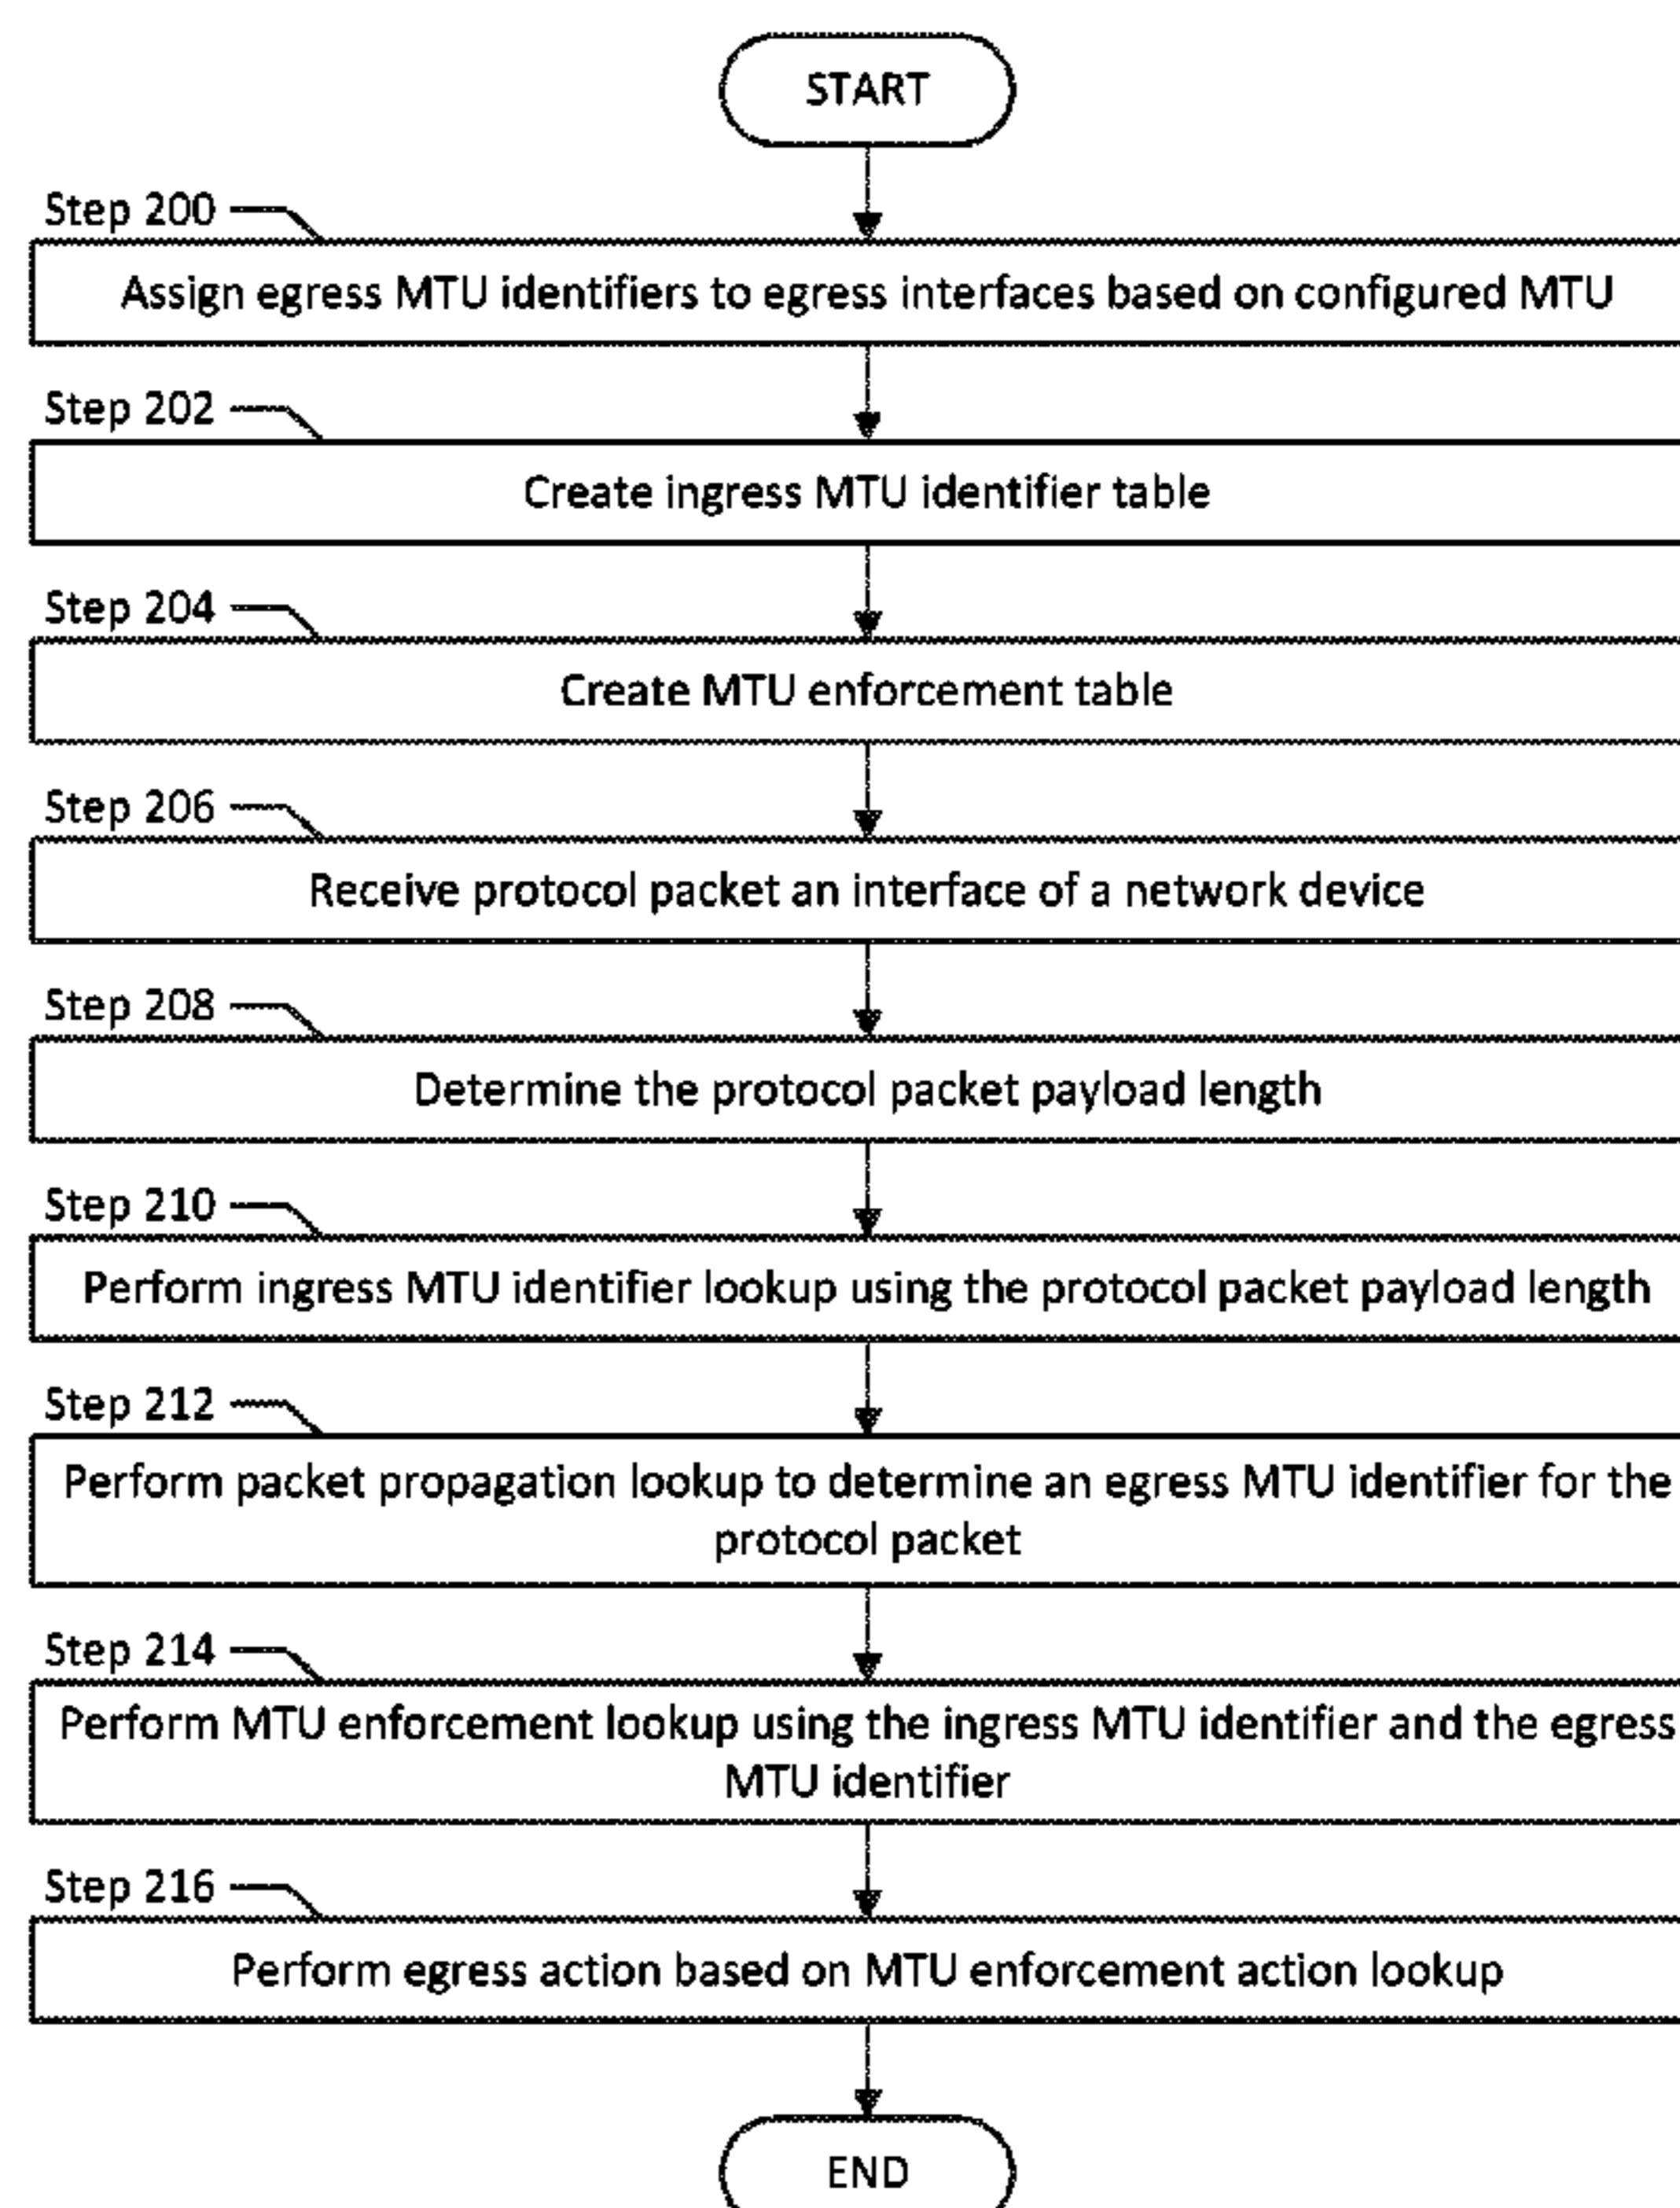 START
Step 200
Assign egress MTU identifiers to egress interfaces based on configured MTU
Step 202
Create ingress MTU identifier table
Step 204
Create MTU enforcement table
Step 206
Receive protocol packet an interface of a network device
Step 208
Determine the protocol packet payload length
Step 210
Perform ingress MTU identifier lookup using the protocol packet payload length
Step 212
Perform packet propagation lookup to determine an egress MTU identifier for the
protocol packet
Step 214
Perform MTU enforcement lookup using the ingress MTU identifier and the egress
MTU identifier
Step 216
Perform egress action based on MTU enforcement action lookup
END